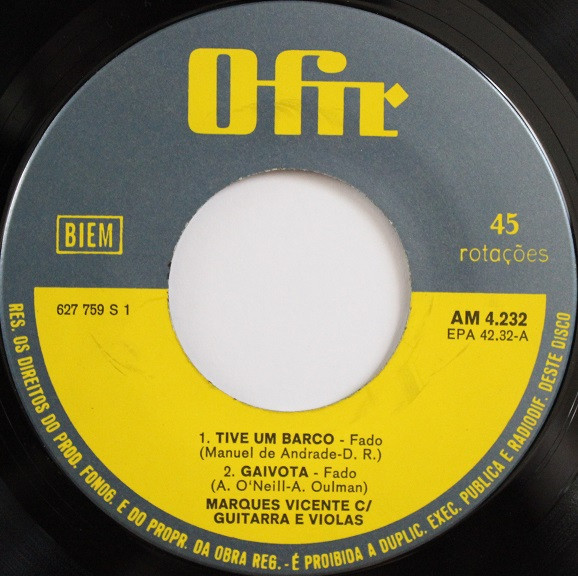 Ofir
BIEM
45
rotações
627 759 S 1
AM 4.232
EPA 42.32-A
1. TIVE UM BARCO - Fado
(Manuel de Andrade-D. R.)
2. GAIVOTA - Fado
(A. O'Neill-A. Oulman)
MARQUES VICENTE C/
GUITARRA E VIOLAS
RES. OS DIREITOS DO PROD. FONOG. E DO PROPR. DA OBRA REG. - É PROIBIDA A DUPLIC. EXEC. PÚBLICA E RADIODIF. DESTE DISCO